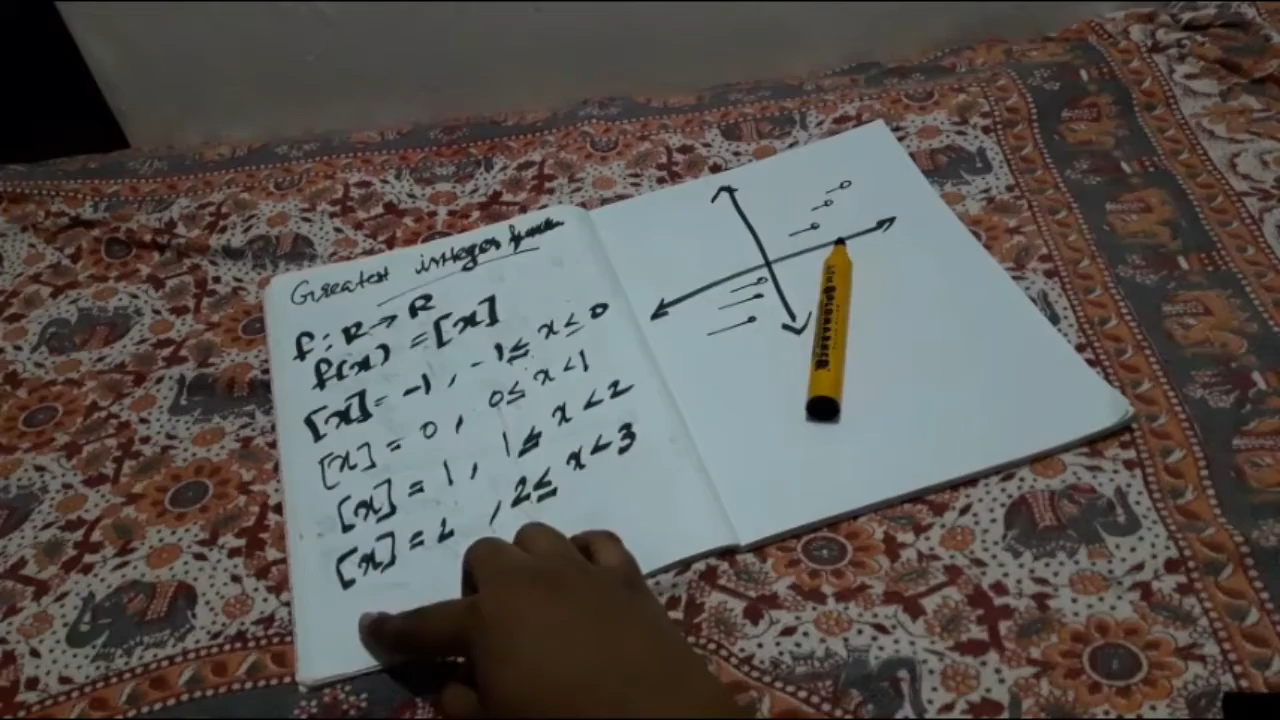 Greatest integer
f: R → R
f(x) = [x]
[x] = -1, -1 ≤ x ≤ 0
[x] = 0, 0 ≤ x < 1
[x] = 1, 1 ≤ x < 2
[x] = 2, 2 ≤ x < 3